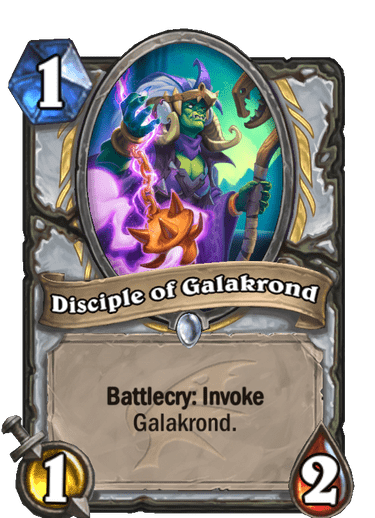 1
Disciple of Galakrond
Battlecry: Invoke
Galakrond.
1
2